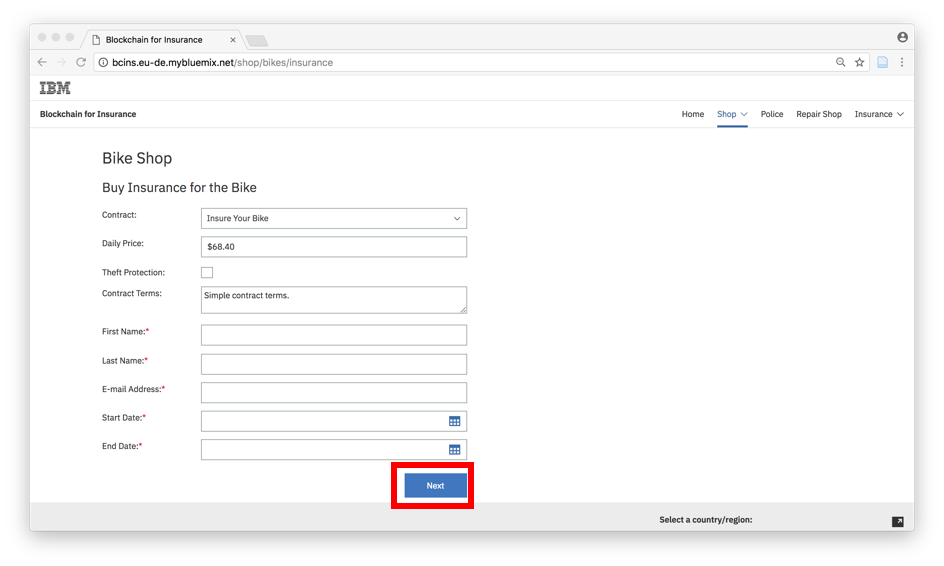 Blockchain for Insurance
bcins.eu-de.mybluemix.net/shop/bikes/insurance
IBM
Blockchain for Insurance
Home Shop Police Repair Shop Insurance
Bike Shop
Buy Insurance for the Bike
Contract: Insure Your Bike
Daily Price: $68.40
Theft Protection:
Contract Terms: Simple contract terms.
First Name:*
Last Name:*
E-mail Address:*
Start Date:*
End Date:*
Next
Select a country/region: